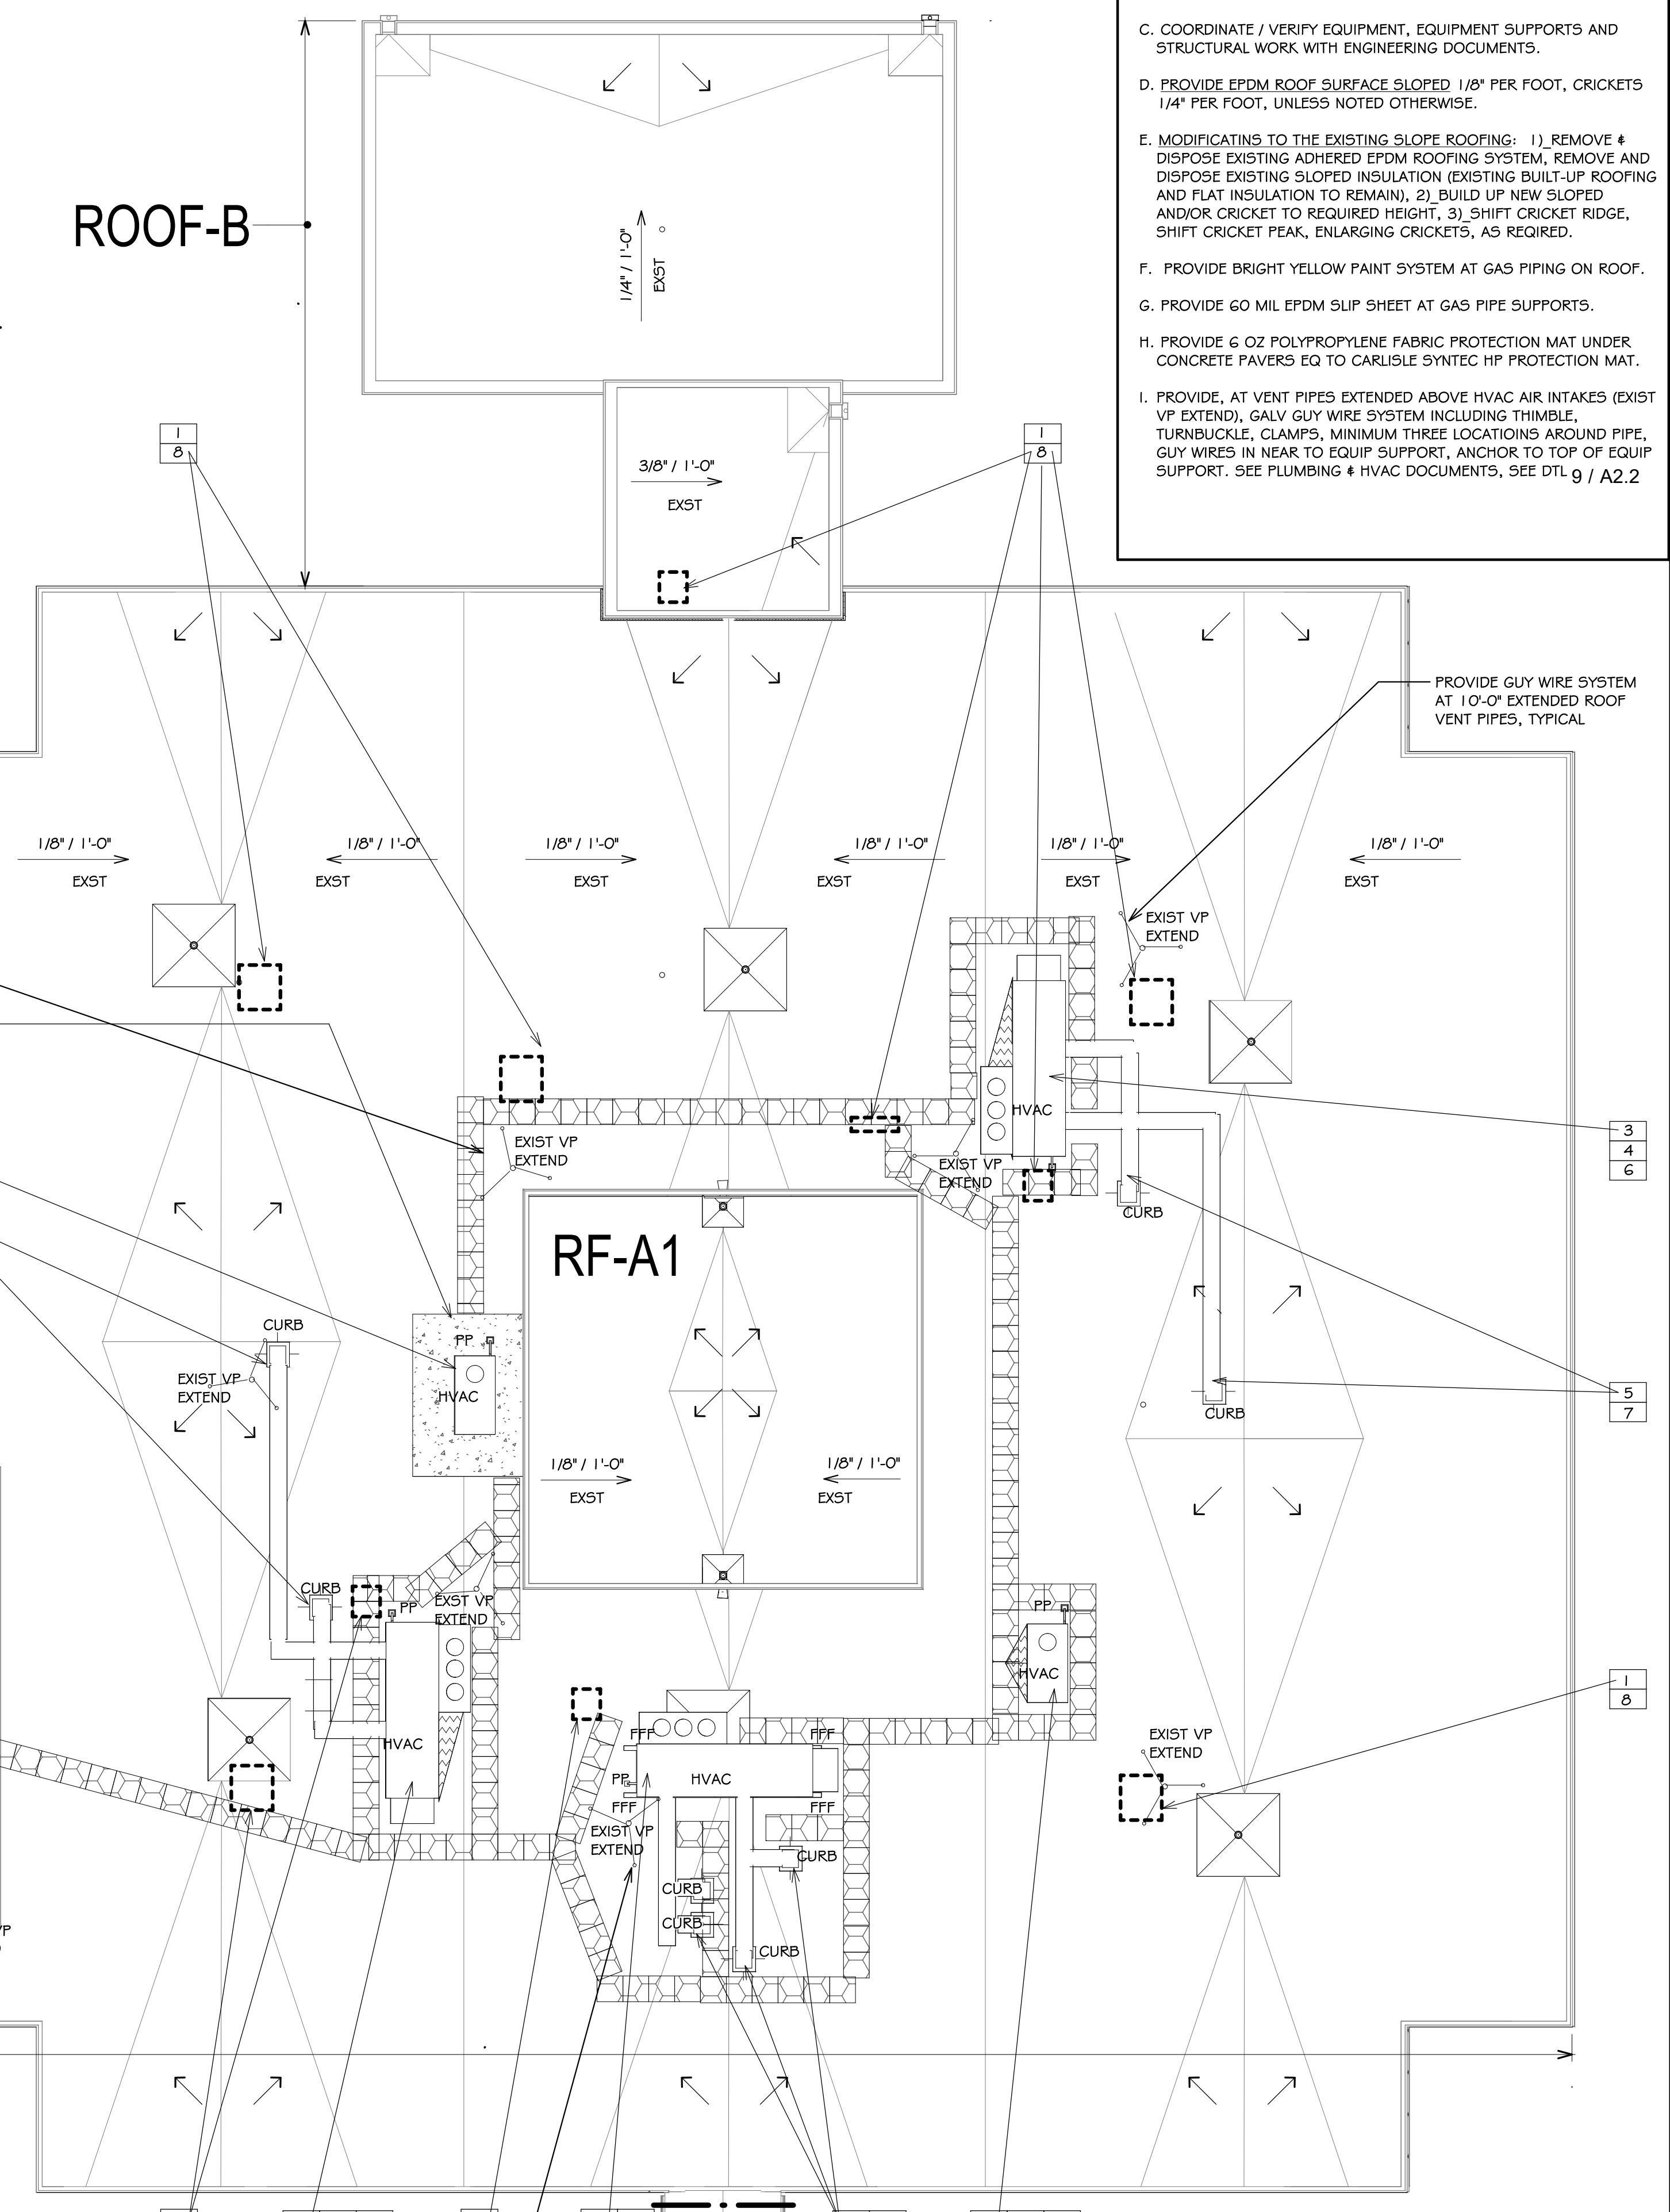 C. COORDINATE / VERIFY EQUIPMENT, EQUIPMENT SUPPORTS AND
STRUCTURAL WORK WITH ENGINEERING DOCUMENTS.
D. PROVIDE EPDM ROOF SURFACE SLOPED 1/8" PER FOOT, CRICKETS
1/4" PER FOOT, UNLESS NOTED OTHERWISE.
E. MODIFICATINS TO THE EXISTING SLOPE ROOFING: 1)_REMOVE &
DISPOSE EXISTING ADHERED EPDM ROOFING SYSTEM, REMOVE AND
DISPOSE EXISTING SLOPED INSULATION (EXISTING BUILT-UP ROOFING
AND FLAT INSULATION TO REMAIN), 2)_BUILD UP NEW SLOPED
AND/OR CRICKET TO REQUIRED HEIGHT, 3)_SHIFT CRICKET RIDGE,
SHIFT CRICKET PEAK, ENLARGING CRICKETS, AS REQIRED.
F. PROVIDE BRIGHT YELLOW PAINT SYSTEM AT GAS PIPING ON ROOF.
G. PROVIDE 60 MIL EPDM SLIP SHEET AT GAS PIPE SUPPORTS.
H. PROVIDE 6 OZ POLYPROPYLENE FABRIC PROTECTION MAT UNDER
CONCRETE PAVERS EQ TO CARLISLE SYNTEC HP PROTECTION MAT.
I. PROVIDE, AT VENT PIPES EXTENDED ABOVE HVAC AIR INTAKES (EXIST
VP EXTEND), GALV GUY WIRE SYSTEM INCLUDING THIMBLE,
TURNBUCKLE, CLAMPS, MINIMUM THREE LOCATIOINS AROUND PIPE,
GUY WIRES IN NEAR TO EQUIP SUPPORT, ANCHOR TO TOP OF EQUIP
SUPPORT. SEE PLUMBING & HVAC DOCUMENTS, SEE DTL 9 / A2.2
ROOF-B
1/4" / 1'-0"
EXST
1
8
1
8
3/8" / 1'-0"
EXST
PROVIDE GUY WIRE SYSTEM
AT 10'-0" EXTENDED ROOF
VENT PIPES, TYPICAL
1/8" / 1'-0"
EXST
1/8" / 1'-0"
EXST
1/8" / 1'-0"
EXST
1/8" / 1'-0"
EXST
1/8" / 1'-0"
EXST
1/8" / 1'-0"
EXST
EXIST VP
EXTEND
HVAC
3
4
6
EXIST VP
EXTEND
EXIST VP
EXTEND
CURB
RF-A1
CURB
PP
EXIST VP
EXTEND
HVAC
5
7
CURB
1/8" / 1'-0"
EXST
1/8" / 1'-0"
EXST
CURB
PP
EXIST VP
EXTEND
PP
HVAC
1
8
FFF
FFF
EXIST VP
EXTEND
HVAC
PP
HVAC
FFF
FFF
EXIST VP
EXTEND
CURB
CURB
CURB
CURB
VP